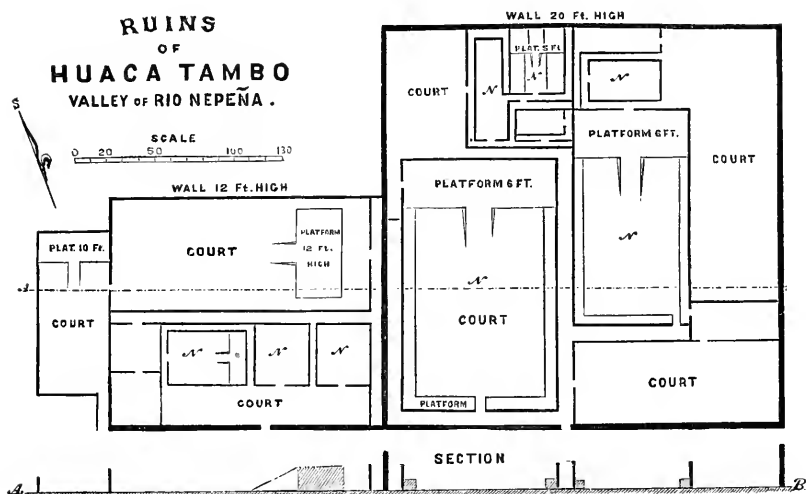 RUINS
OF
HUACA TAMBO
VALLEY OF RIO NEPEÑA.
S
SCALE
0 20 50 100 130
WALL 20 Ft. HIGH
PLAT. 5 Ft.
COURT
N
N
N
PLATFORM 6 FT.
COURT
WALL 12 Ft. HIGH
PLATFORM 6 FT.
PLAT. 10 Ft.
COURT
PLATFORM
12 FT.
HIGH
N
N
A
COURT
COURT
N
N
N
COURT
PLATFORM
COURT
SECTION
A
B